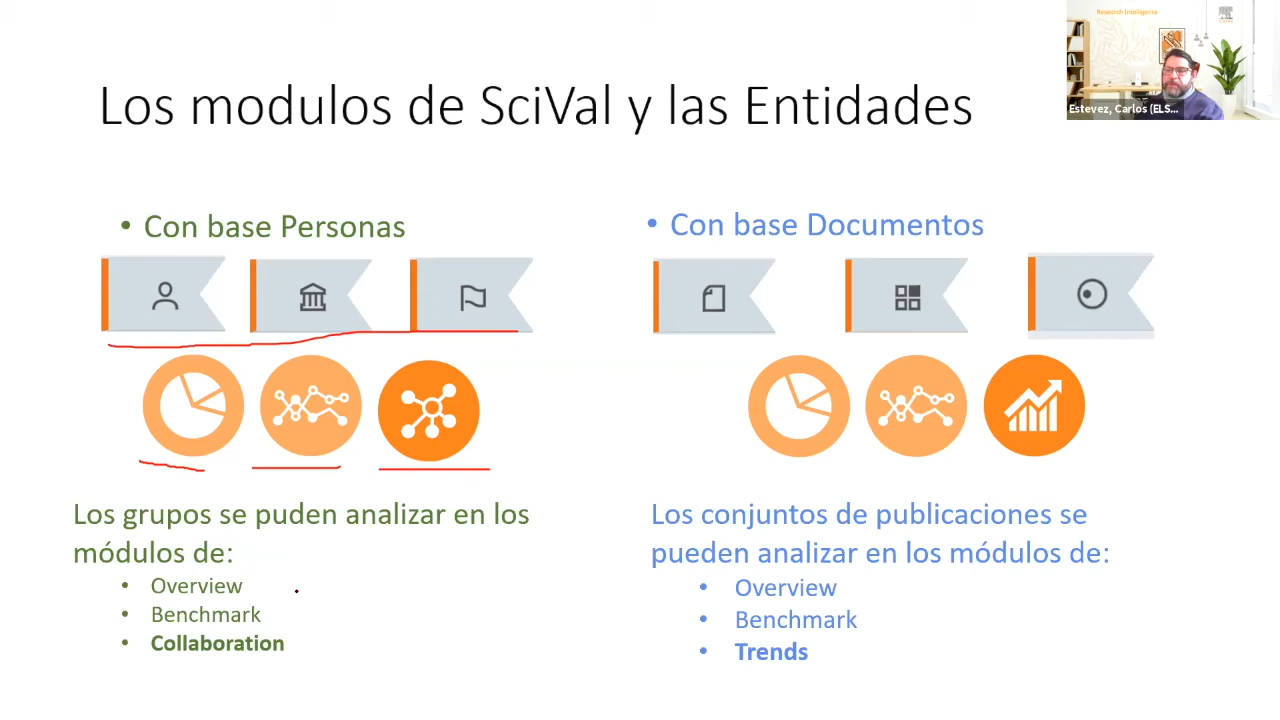 Research Intelligence
Estevez, Carlos (ELS...
Los modulos de SciVal y las Entidades
• Con base Personas
Los grupos se puden analizar en los
módulos de:
• Overview
• Benchmark
• Collaboration
• Con base Documentos
Los conjuntos de publicaciones se
pueden analizar en los módulos de:
• Overview
• Benchmark
• Trends